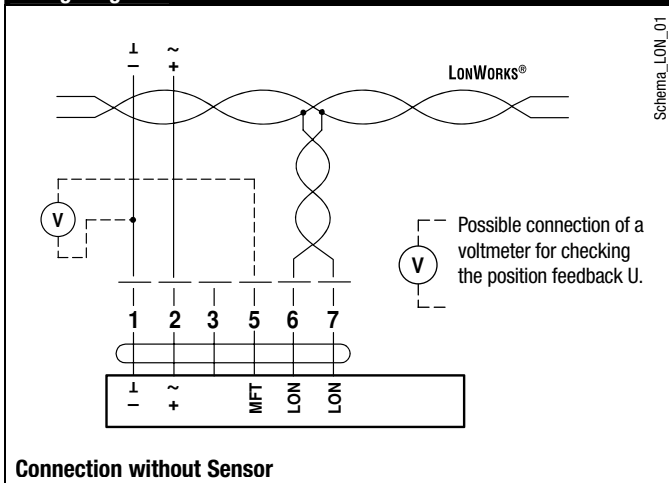 ⊥ ~
– +
LONWORKS®
Schema_LON_01
V
V
Possible connection of a
voltmeter for checking
the position feedback U.
1 2 3 5 6 7
⊥ ~ MFT LON LON
– +
Connection without Sensor